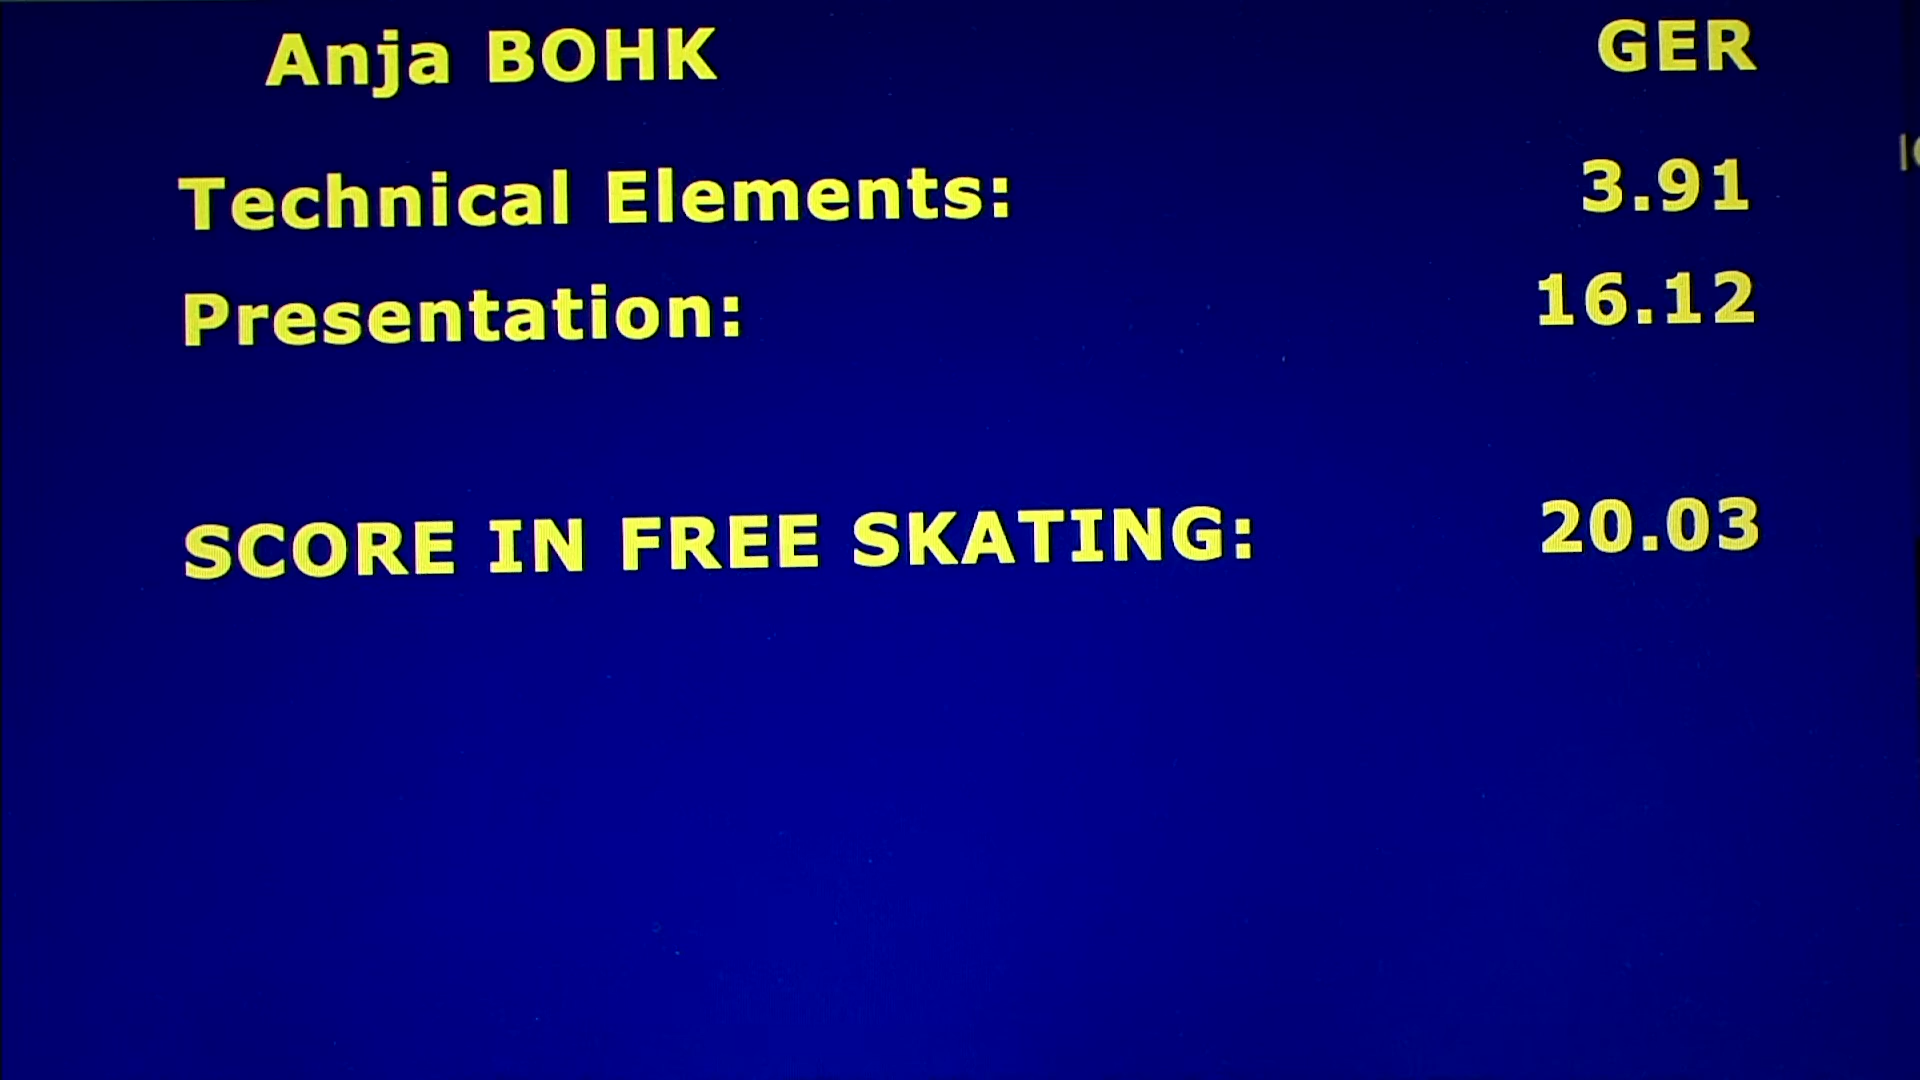 Anja BOHK GER
Technical Elements: 3.91
Presentation: 16.12
SCORE IN FREE SKATING: 20.03